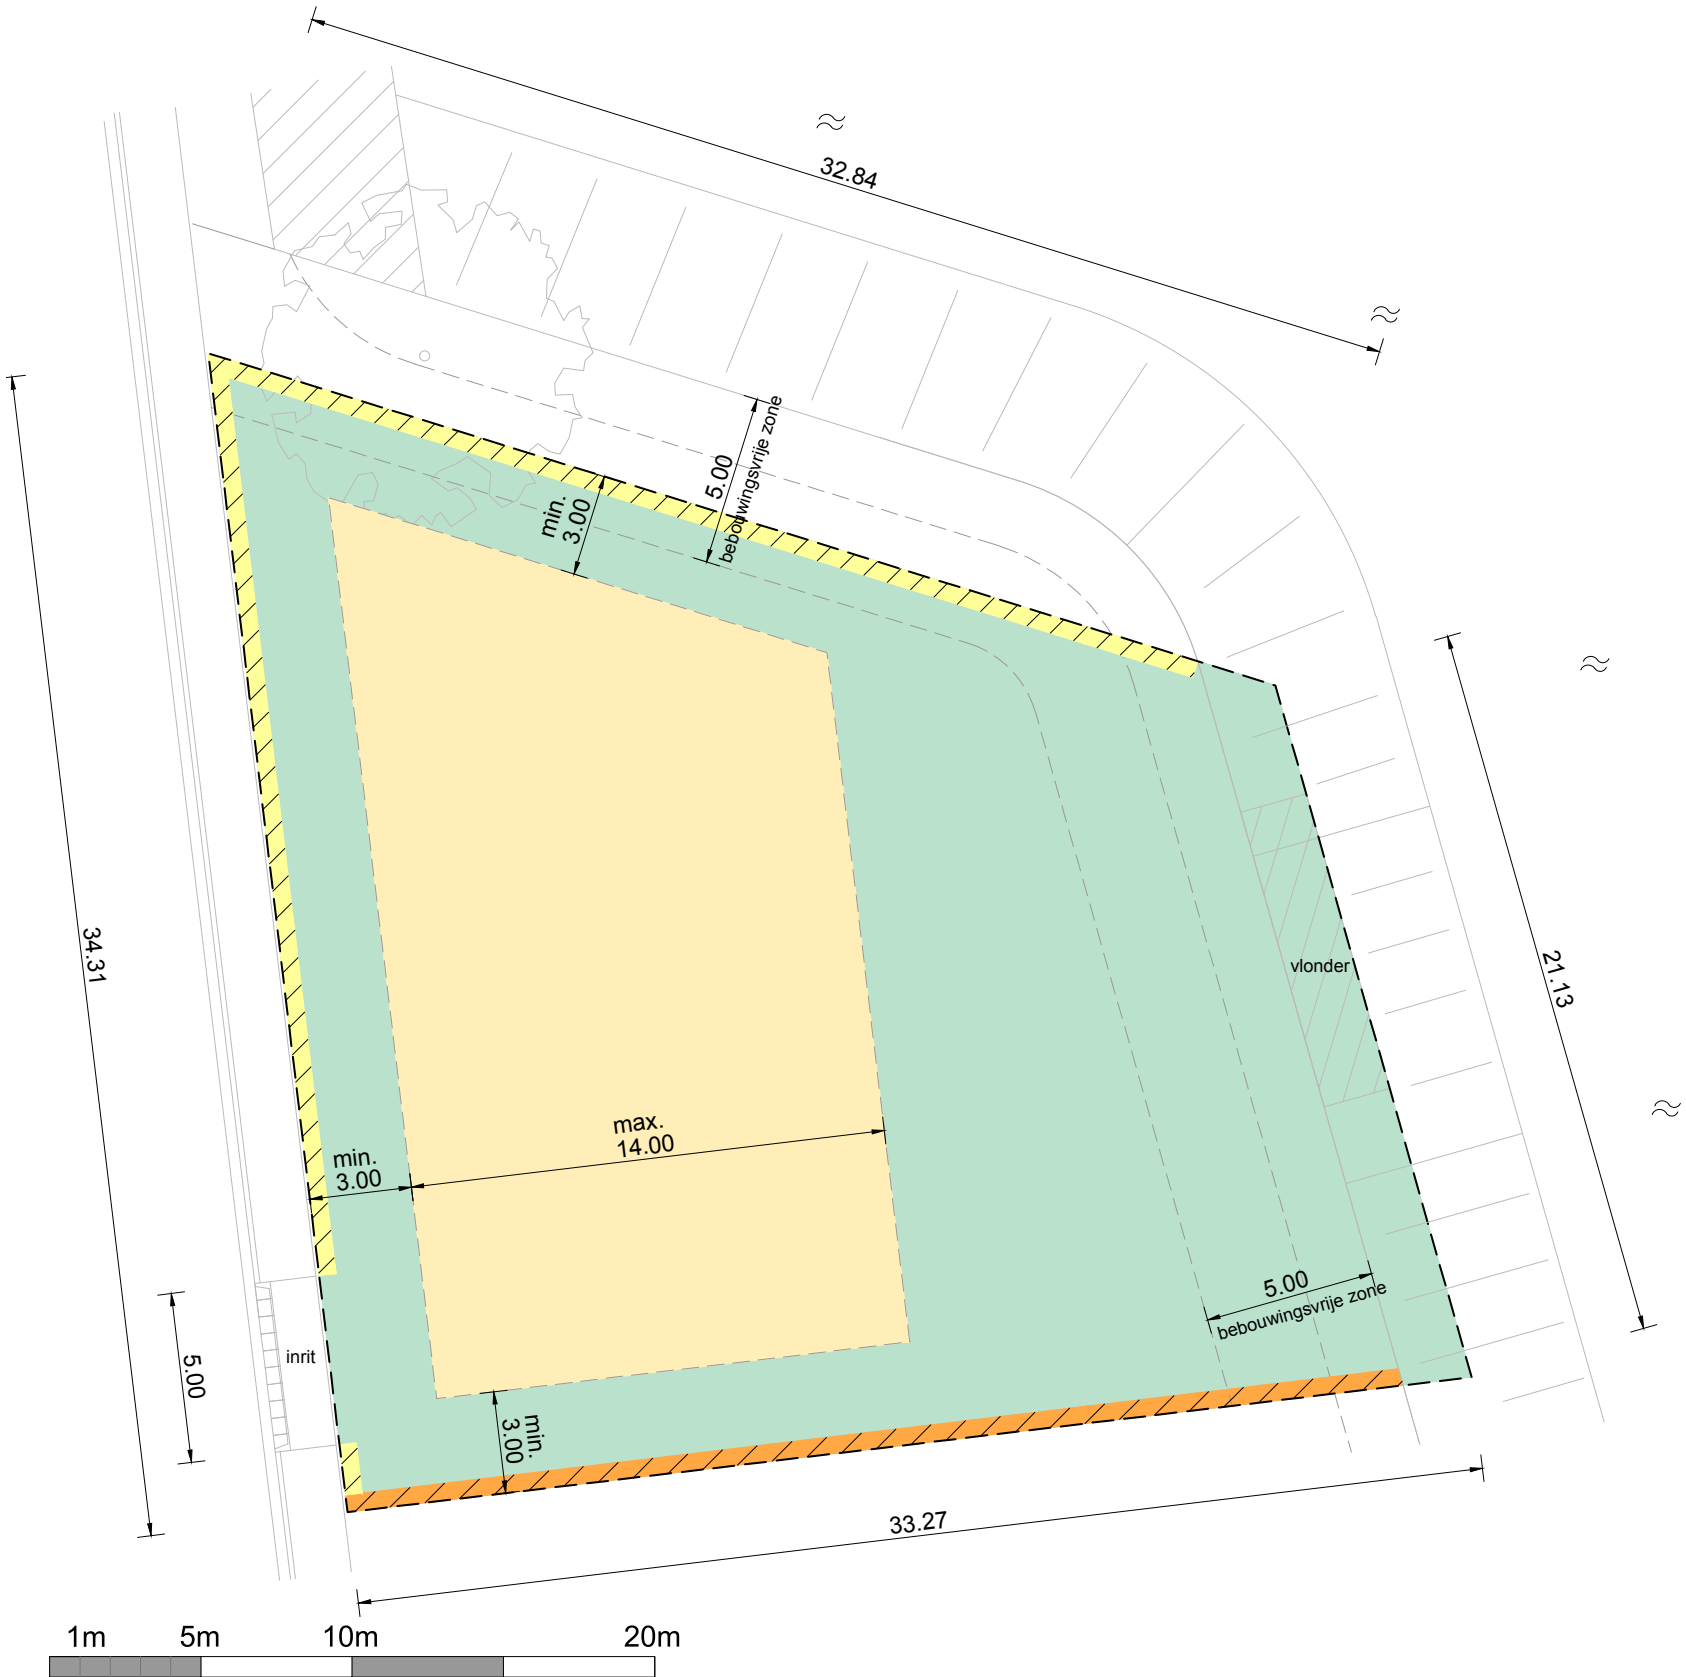 32.84
5.00
bebouwingsvrije zone
min.
3.00
34.31
vlonder
21.13
max.
14.00
min.
3.00
5.00
bebouwingsvrije zone
inrit
5.00
min.
3.00
33.27
1m 5m 10m 20m